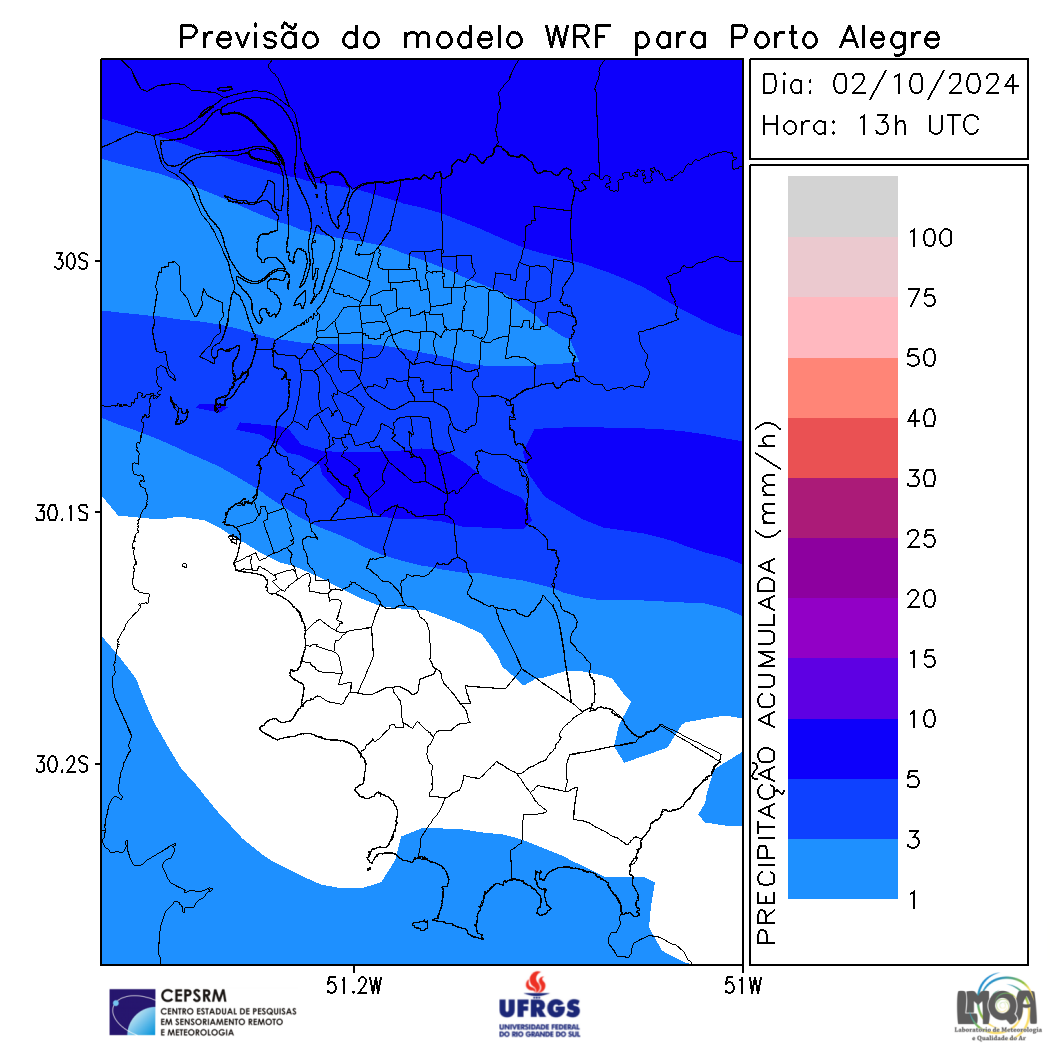 Previsão do modelo WRF para Porto Alegre
Dia: 02/10/2024
Hora: 13h UTC
30S
30.1S
30.2S
51.2W
51W
PRECIPITAÇÃO ACUMULADA (mm/h)
100
75
50
40
30
25
20
15
10
5
3
1
CEPSRM
CENTRO ESTADUAL DE PESQUISAS
EM SENSORIAMENTO REMOTO
E METEOROLOGIA
UFRGS
UNIVERSIDADE FEDERAL
DO RIO GRANDE DO SUL
LMQA
Laboratório de Meteorologia
e Qualidade do Ar